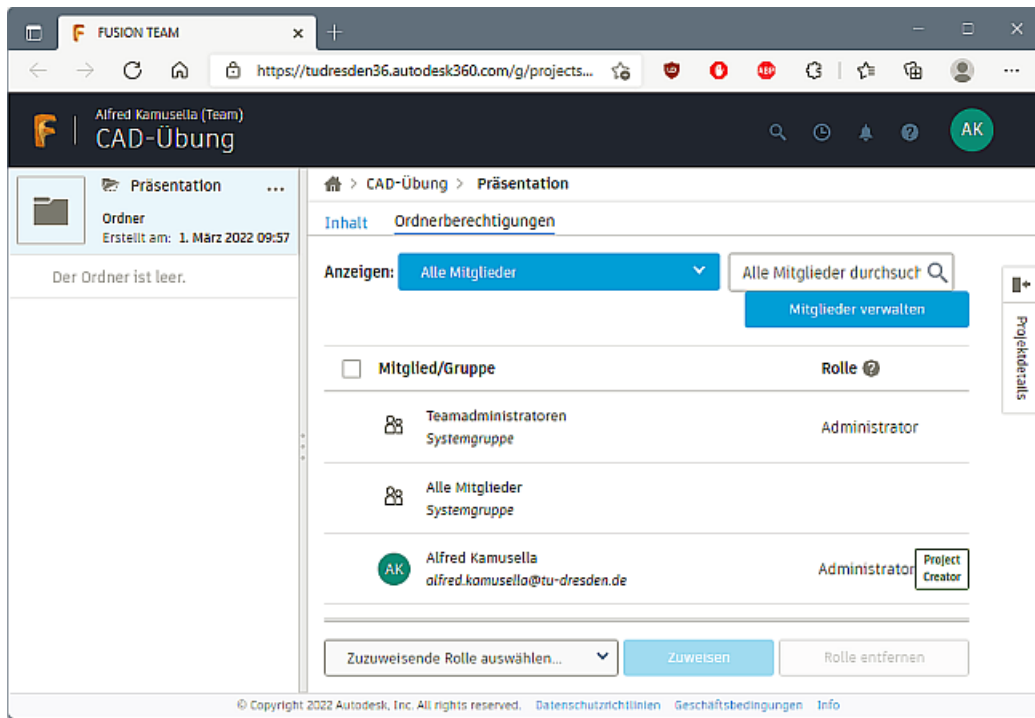 FUSION TEAM
https://tudresden36.autodesk360.com/g/projects...
UD
ABP
Alfred Kamusella (Team)
CAD-Übung
AK
Präsentation ...
Ordner
Erstellt am: 1. März 2022 09:57
Der Ordner ist leer.
> CAD-Übung > Präsentation
Inhalt Ordnerberechtigungen
Anzeigen: Alle Mitglieder Alle Mitglieder durchsuch
Mitglieder verwalten
Projektdetails
Mitglied/Gruppe Rolle ?
Teamadministratoren
Systemgruppe
Administrator
Alle Mitglieder
Systemgruppe
AK
Alfred Kamusella
alfred.kamusella@tu-dresden.de
Administrator
Project
Creator
Zuzuweisende Rolle auswählen... Zuweisen Rolle entfernen
© Copyright 2022 Autodesk, Inc. All rights reserved. Datenschutzrichtlinien Geschäftsbedingungen Info